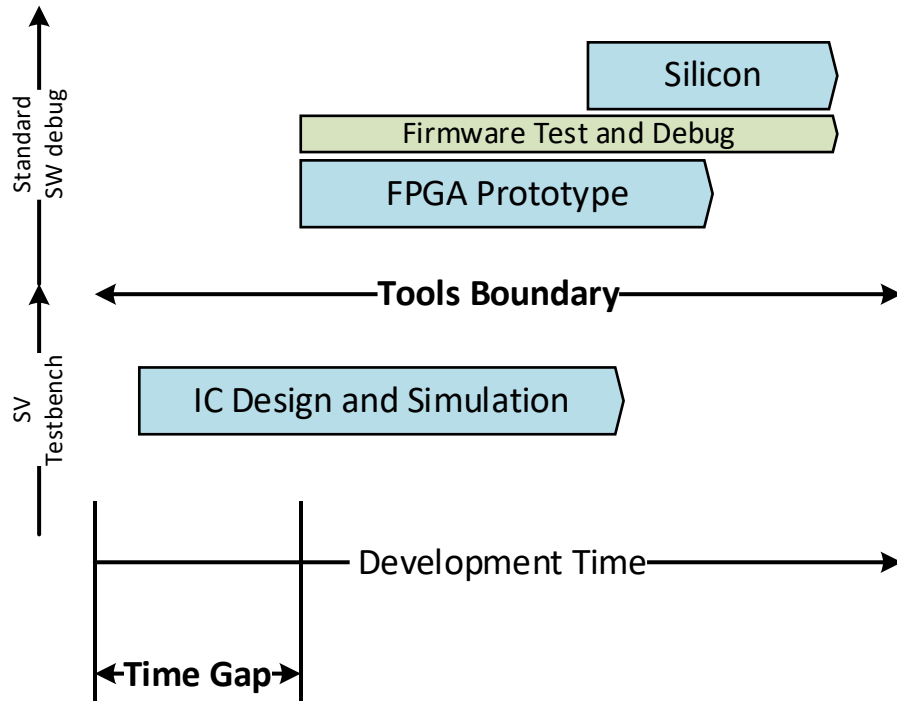 Silicon
Standard
SW debug
Firmware Test and Debug
FPGA Prototype
Tools Boundary
SV
Testbench
IC Design and Simulation
Development Time
Time Gap